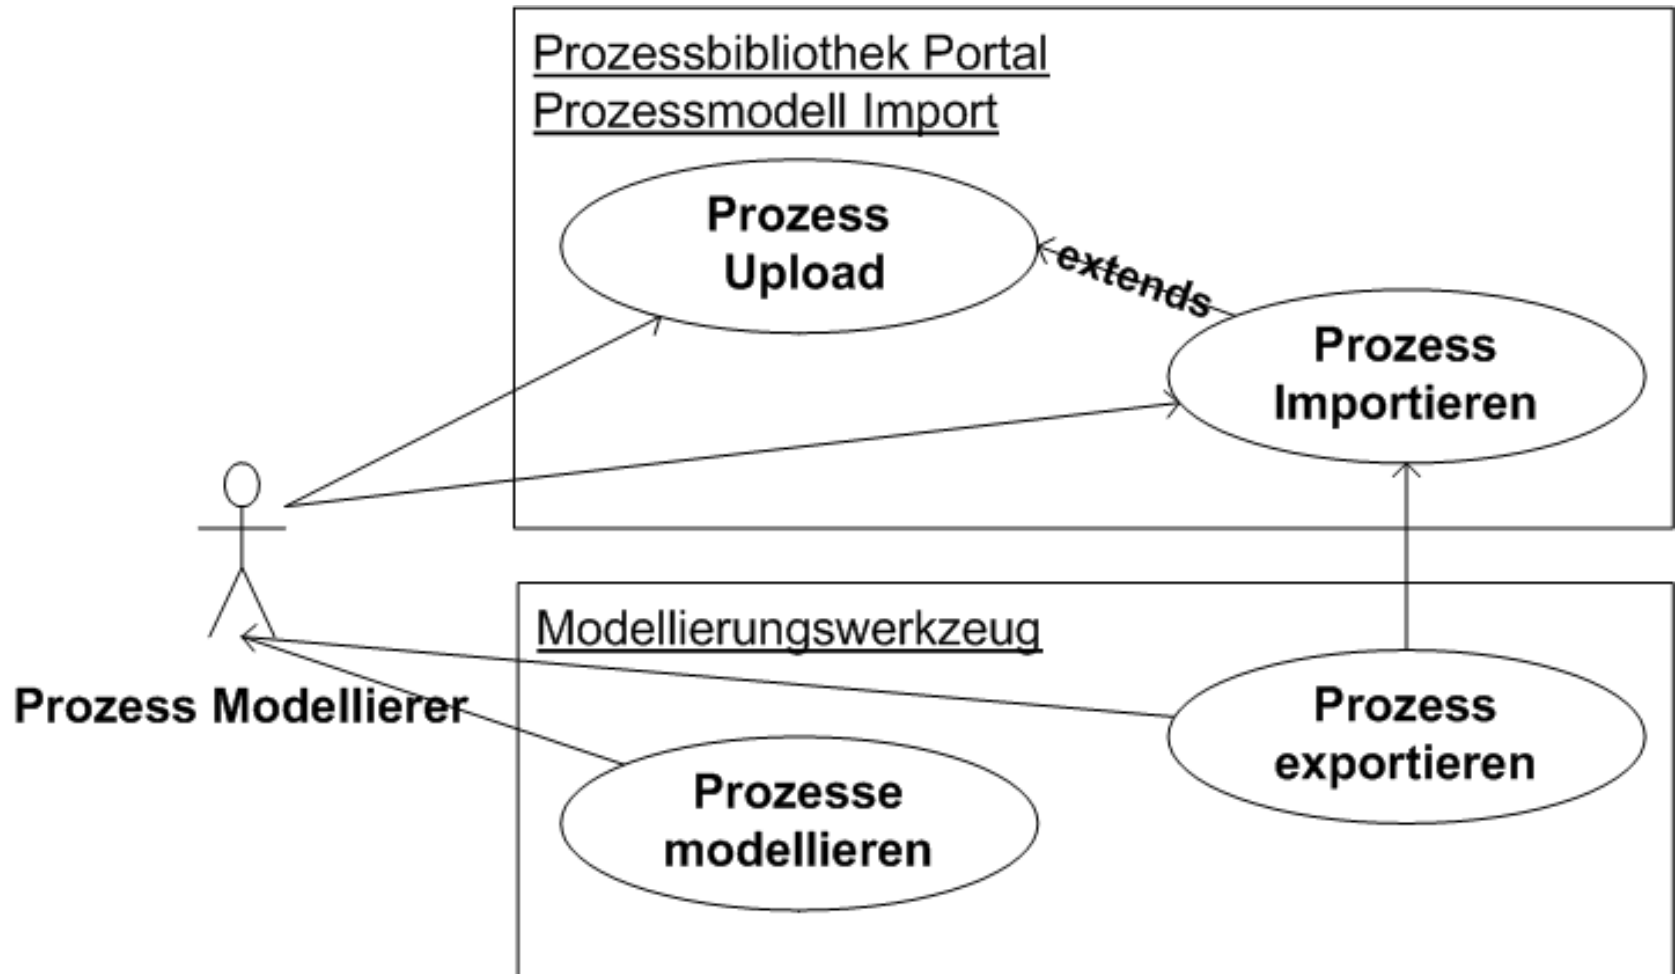 Prozessbibliothek Portal
Prozessmodell Import
Prozess
Upload
extends
Prozess
Importieren
Modellierungswerkzeug
Prozess Modellierer
Prozess
exportieren
Prozesse
modellieren